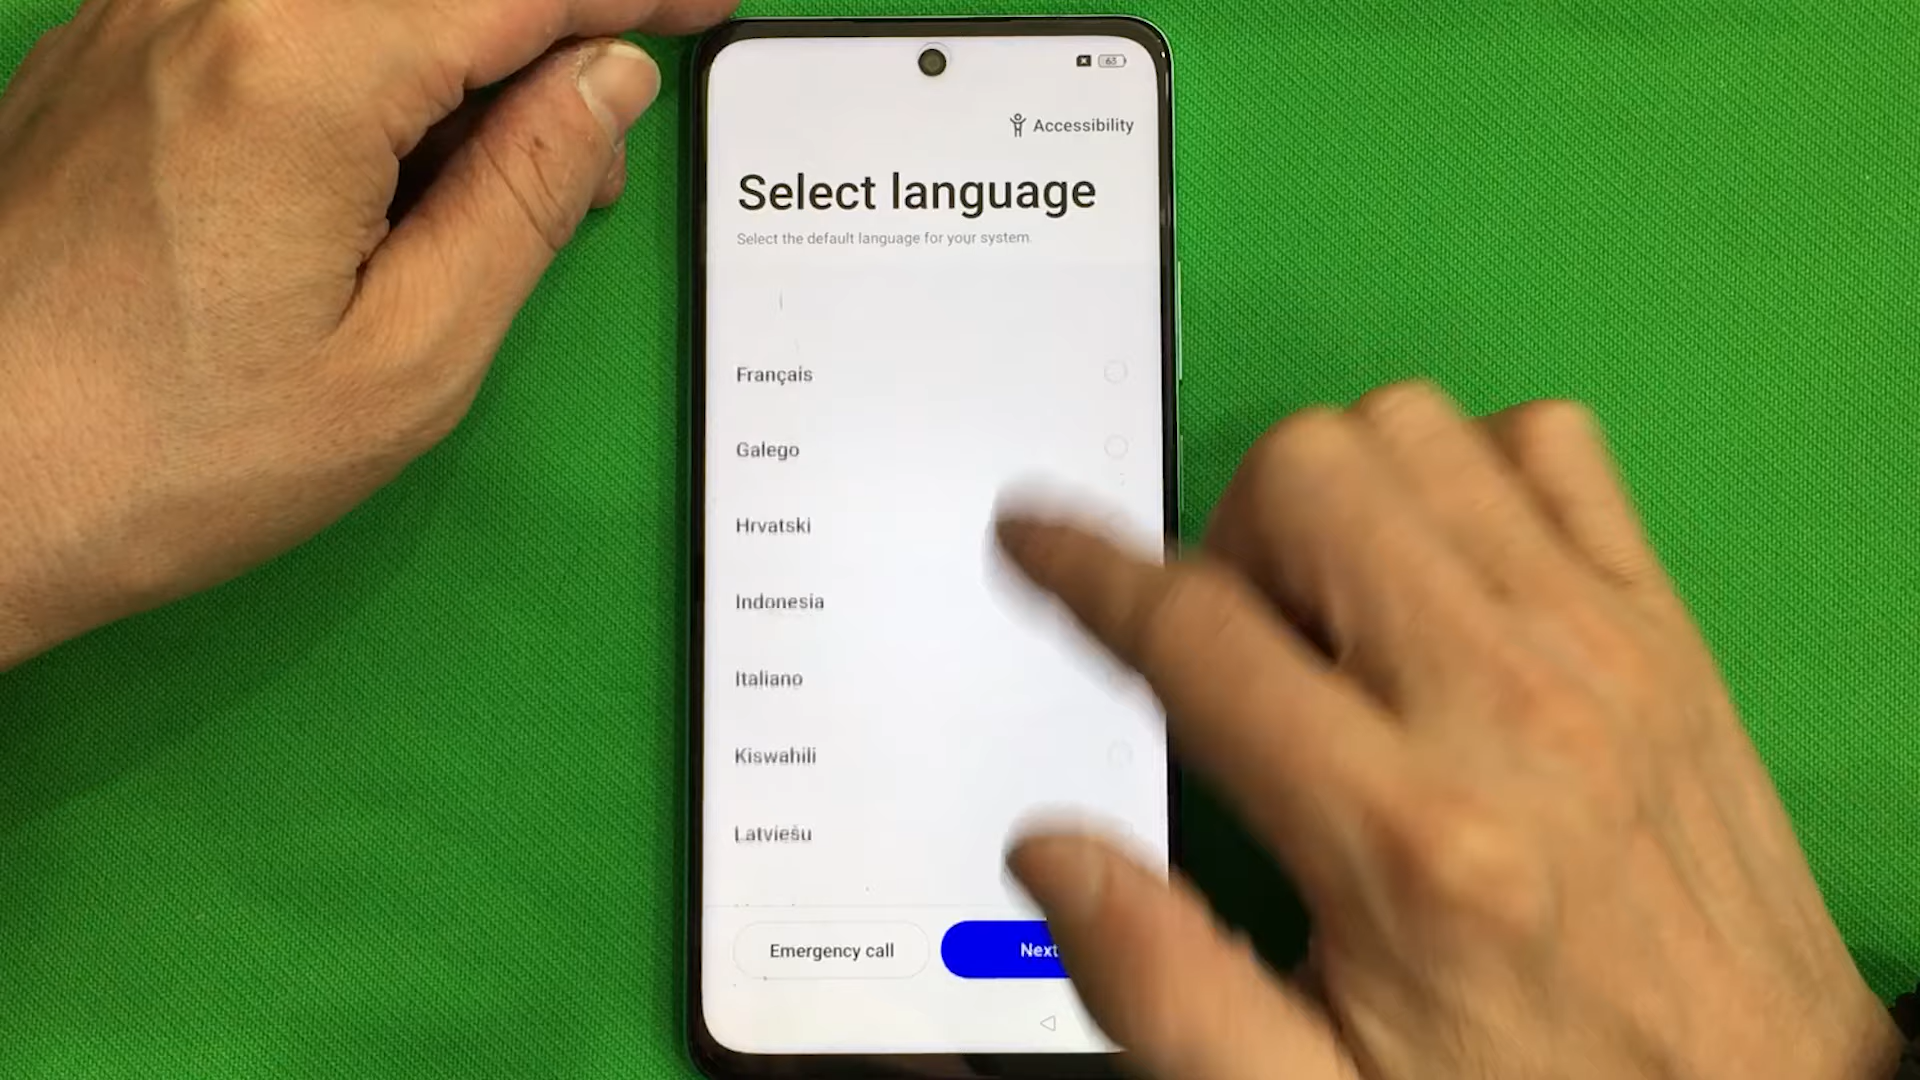 63
Accessibility
Select language
Select the default language for your system.
Français
Galego
Hrvatski
Indonesia
Italiano
Kiswahili
Latviešu
Emergency call
Next